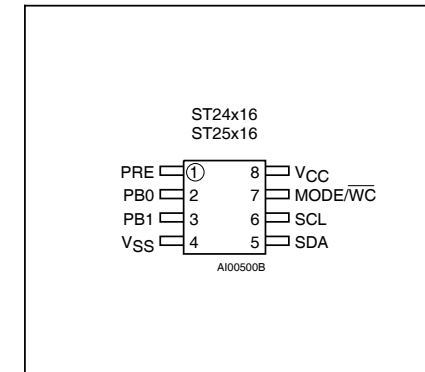 ST24x16
ST25x16
PRE 1 8 VCC
PB0 2 7 MODE/WC
PB1 3 6 SCL
VSS 4 5 SDA
AI00500B